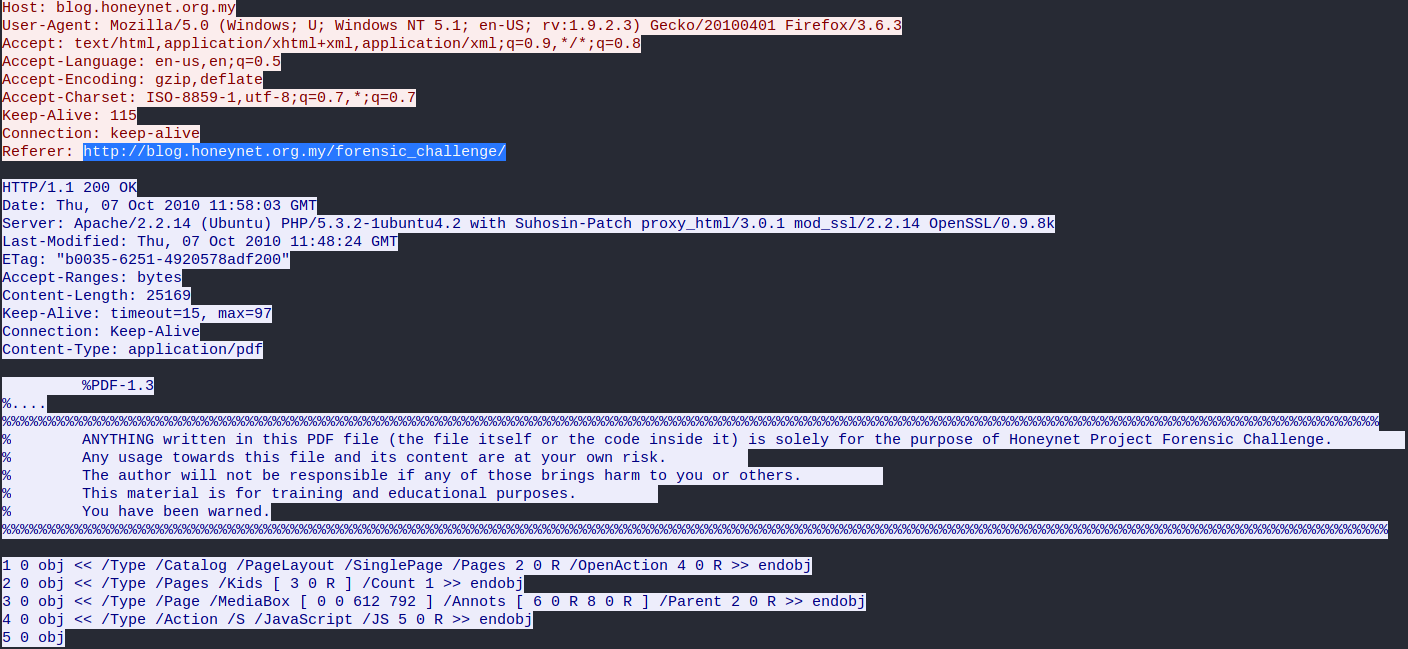 Host: blog.honeynet.org.my
User-Agent: Mozilla/5.0 (Windows; U; Windows NT 5.1; en-US; rv:1.9.2.3) Gecko/20100401 Firefox/3.6.3
Accept: text/html,application/xhtml+xml,application/xml;q=0.9,*/*;q=0.8
Accept-Language: en-us,en;q=0.5
Accept-Encoding: gzip,deflate
Accept-Charset: ISO-8859-1,utf-8;q=0.7,*;q=0.7
Keep-Alive: 115
Connection: keep-alive
Referer: http://blog.honeynet.org.my/forensic_challenge/
HTTP/1.1 200 OK
Date: Thu, 07 Oct 2010 11:58:03 GMT
Server: Apache/2.2.14 (Ubuntu) PHP/5.3.2-1ubuntu4.2 with Suhosin-Patch proxy_html/3.0.1 mod_ssl/2.2.14 OpenSSL/0.9.8k
Last-Modified: Thu, 07 Oct 2010 11:48:24 GMT
ETag: "b0035-6251-4920578adf200"
Accept-Ranges: bytes
Content-Length: 25169
Keep-Alive: timeout=15, max=97
Connection: Keep-Alive
Content-Type: application/pdf
%PDF-1.3
%....
%%%%%%%%%%%%%%%%%%%%%%%%%%%%%%%%%%%%%%%%%%%%%%%%%%%%%%%%%%%%%%%%%%%%%%%%%%%%%%%%%%%%%%%%%%%%%%%%%%%%%%%%%%%%%%%%%%%%%%%%%%%%%%%%%%%%%%%%%%%%%%%%%%%%%%%%%
% ANYTHING written in this PDF file (the file itself or the code inside it) is solely for the purpose of Honeynet Project Forensic Challenge.
% Any usage towards this file and its content are at your own risk.
% The author will not be responsible if any of those brings harm to you or others.
% This material is for training and educational purposes.
% You have been warned.
%%%%%%%%%%%%%%%%%%%%%%%%%%%%%%%%%%%%%%%%%%%%%%%%%%%%%%%%%%%%%%%%%%%%%%%%%%%%%%%%%%%%%%%%%%%%%%%%%%%%%%%%%%%%%%%%%%%%%%%%%%%%%%%%%%%%%%%%%%%%%%%%%%%%%%%%%%
1 0 obj << /Type /Catalog /PageLayout /SinglePage /Pages 2 0 R /OpenAction 4 0 R >> endobj
2 0 obj << /Type /Pages /Kids [ 3 0 R ] /Count 1 >> endobj
3 0 obj << /Type /Page /MediaBox [ 0 0 612 792 ] /Annots [ 6 0 R 8 0 R ] /Parent 2 0 R >> endobj
4 0 obj << /Type /Action /S /JavaScript /JS 5 0 R >> endobj
5 0 obj